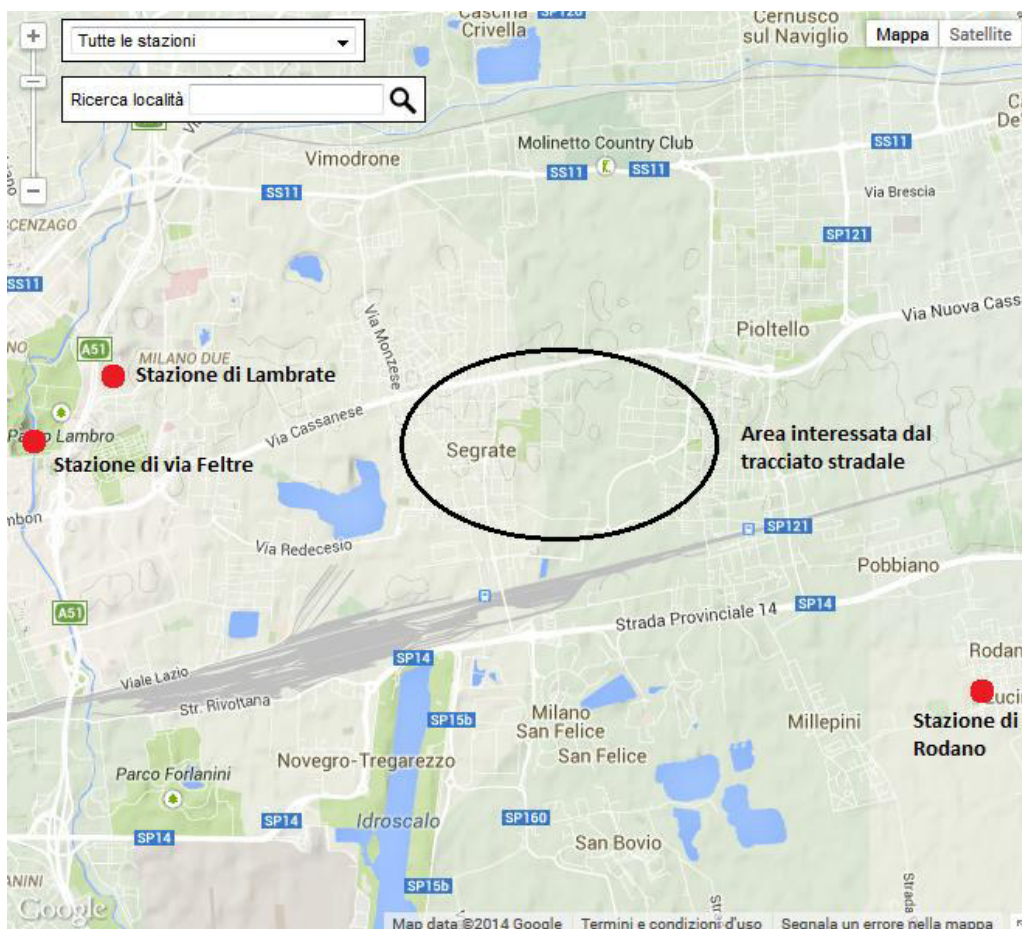 Cascina
Crivella
Cernusco
sul Naviglio
Mappa
Satellite
Tutte le stazioni
Ricerca località
Molinetto Country Club
SS11
Vimodrone
SS11
SS11
SS11
Via Brescia
SP121
SS11
Via Monzese
Via Nuova Cass
Pioltello
A51
MILANO DUE
Stazione di Lambrate
Via Cassanese
Parco Lambro
Stazione di via Feltre
Segrate
Area interessata dal
tracciato stradale
Via Redecesio
SP121
Pobbiano
A51
SP14
Strada Provinciale 14
SP14
Viale Lazio
Str. Rivoltana
SP15b
Milano
San Felice
San Felice
Millepini
Rodan
Stazione di
Rodano
Novegro-Tregarezzo
Parco Forlanini
Idroscalo
SP14
SP14
SP160
San Bovio
SP15b
Strada
Google
Map data ©2014 Google
Termini e condizioni d'uso
Segnala un errore nella mappa